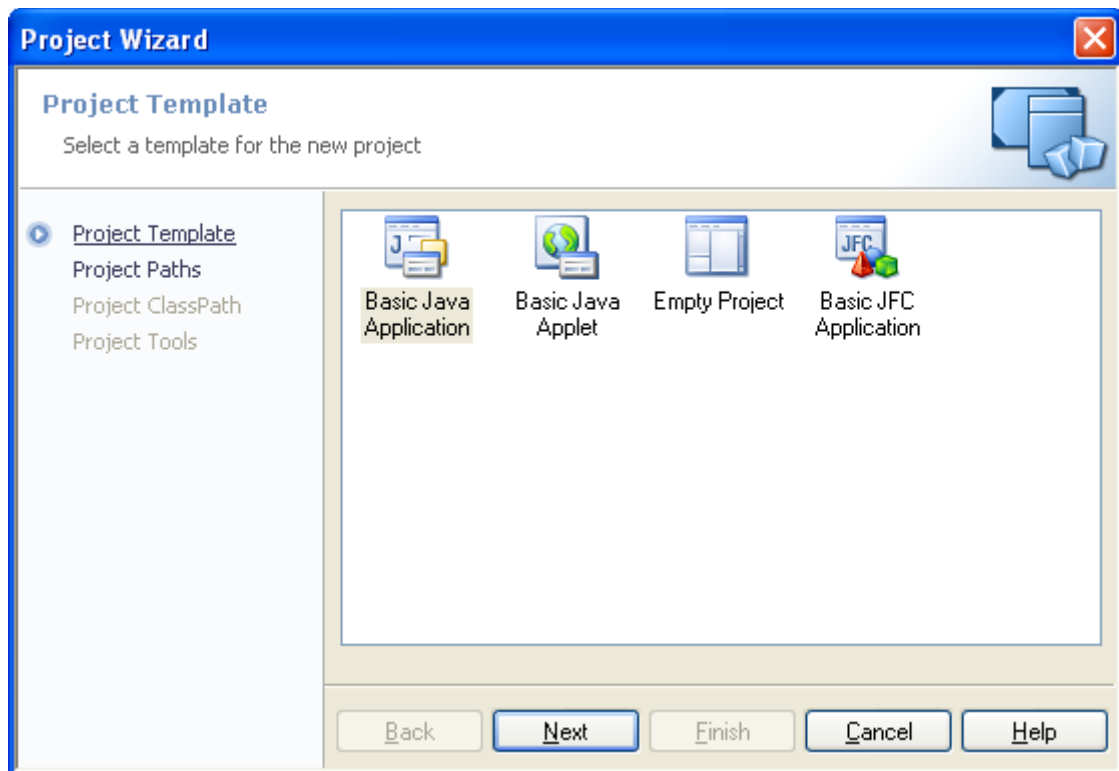 Project Wizard
Project Template
Select a template for the new project
Project Template
Project Paths
Project ClassPath
Project Tools
J
JFC
Basic Java
Application
Basic Java
Applet
Empty Project
Basic JFC
Application
Back
Next
Finish
Cancel
Help